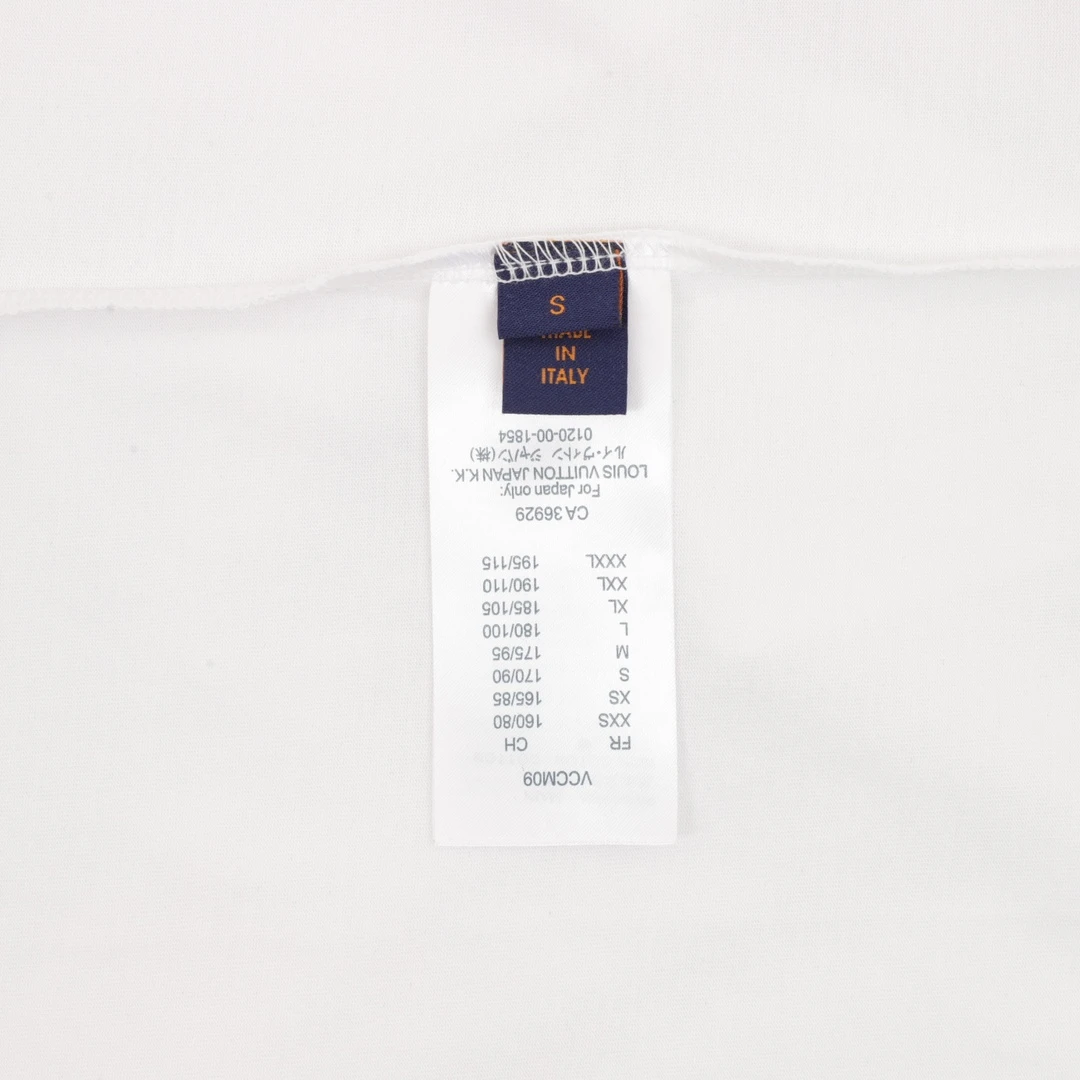 S
MADE
IN
ITALY
VCCM09
FR CH
XXS 160/80
XS 165/85
S 170/90
M 175/95
L 180/100
XL 185/105
XXL 190/110
XXXL 195/115
CA 36929
For Japan only:
LOUIS VUITTON JAPAN K.K.
ルイ・ヴィトン ジャパン(株)
0120-00-1854